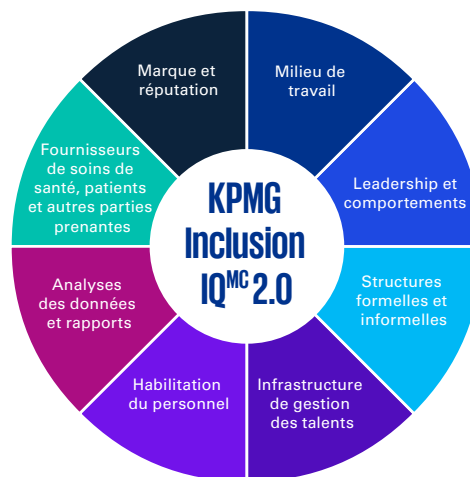 KPMG
Inclusion
IQMC 2.0
Milieu de
travail
Leadership et
comportements
Structures
formelles et
informelles
Infrastructure
de gestion
des talents
Habilitation
du personnel
Analyses
des données
et rapports
Fournisseurs
de soins de
santé, patients
et autres parties
prenantes
Marque et
réputation